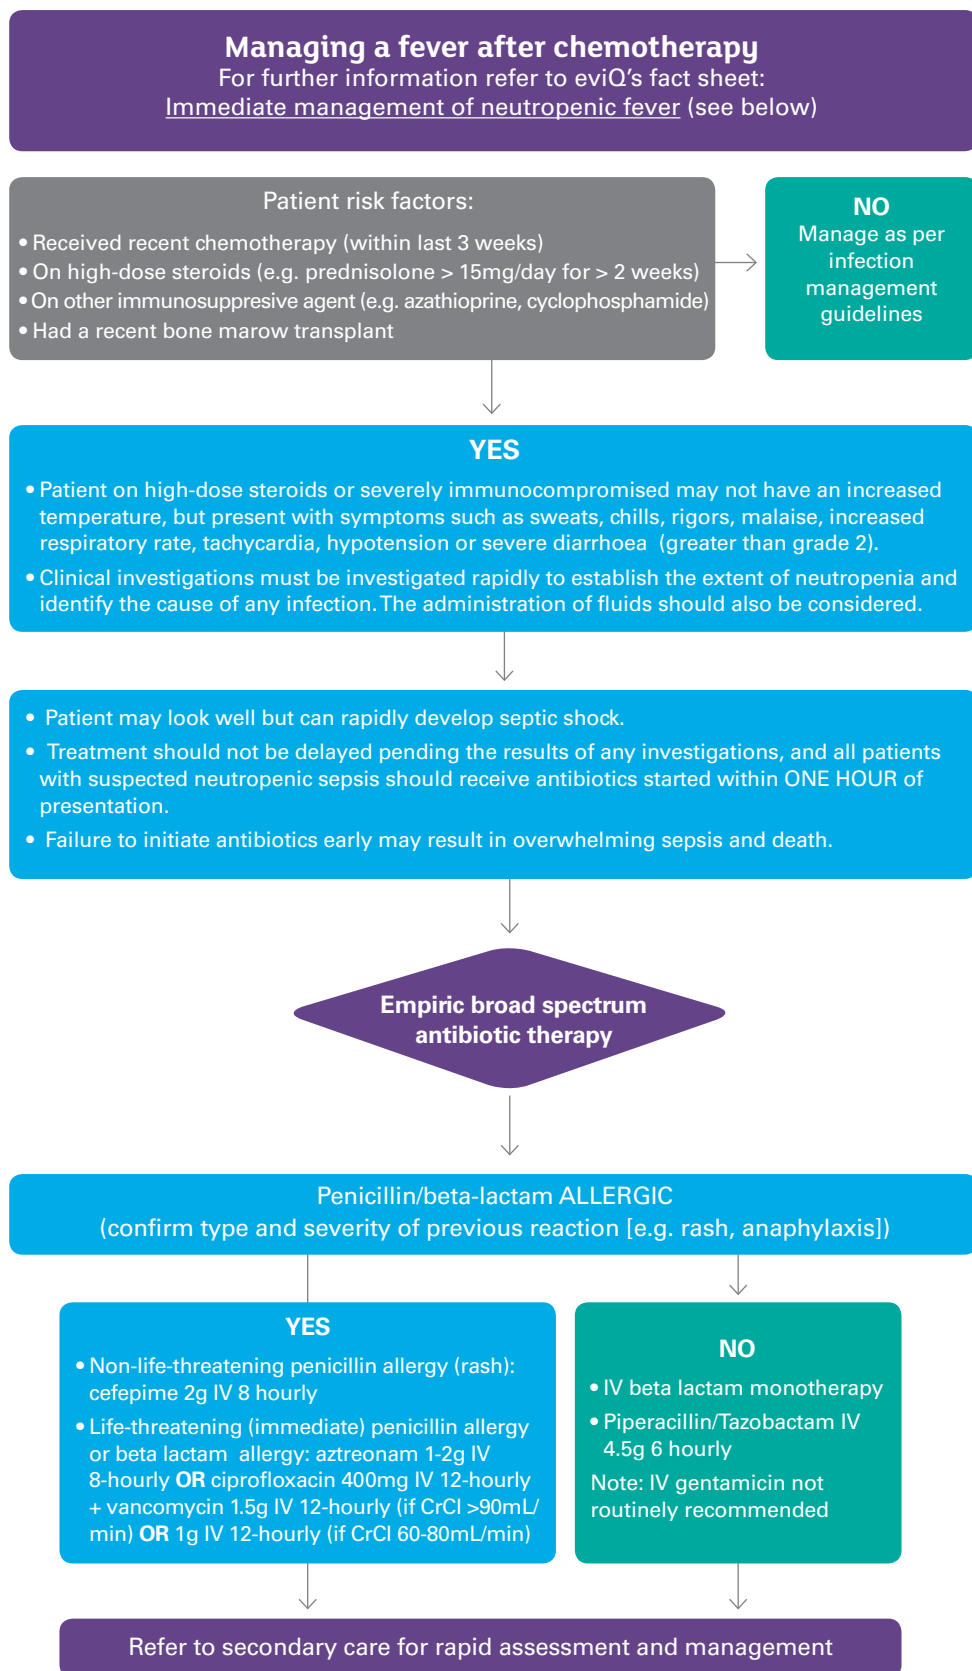 Managing a fever after chemotherapy
For further information refer to eviQ's fact sheet:
Immediate management of neutropenic fever (see below)
Patient risk factors:
• Received recent chemotherapy (within last 3 weeks)
• On high-dose steroids (e.g. prednisolone > 15mg/day for > 2 weeks)
• On other immunosuppresive agent (e.g. azathioprine, cyclophosphamide)
• Had a recent bone marow transplant
NO
Manage as per
infection
management
guidelines
YES
• Patient on high-dose steroids or severely immunocompromised may not have an increased
temperature, but present with symptoms such as sweats, chills, rigors, malaise, increased
respiratory rate, tachycardia, hypotension or severe diarrhoea (greater than grade 2).
• Clinical investigations must be investigated rapidly to establish the extent of neutropenia and
identify the cause of any infection. The administration of fluids should also be considered.
• Patient may look well but can rapidly develop septic shock.
• Treatment should not be delayed pending the results of any investigations, and all patients
with suspected neutropenic sepsis should receive antibiotics started within ONE HOUR of
presentation.
• Failure to initiate antibiotics early may result in overwhelming sepsis and death.
Empiric broad spectrum
antibiotic therapy
Penicillin/beta-lactam ALLERGIC
(confirm type and severity of previous reaction [e.g. rash, anaphylaxis])
YES
• Non-life-threatening penicillin allergy (rash):
cefepime 2g IV 8 hourly
• Life-threatening (immediate) penicillin allergy
or beta lactam allergy: aztreonam 1-2g IV
8-hourly OR ciprofloxacin 400mg IV 12-hourly
+ vancomycin 1.5g IV 12-hourly (if CrCl >90mL/
min) OR 1g IV 12-hourly (if CrCl 60-80mL/min)
NO
• IV beta lactam monotherapy
• Piperacillin/Tazobactam IV
4.5g 6 hourly
Note: IV gentamicin not
routinely recommended
Refer to secondary care for rapid assessment and management